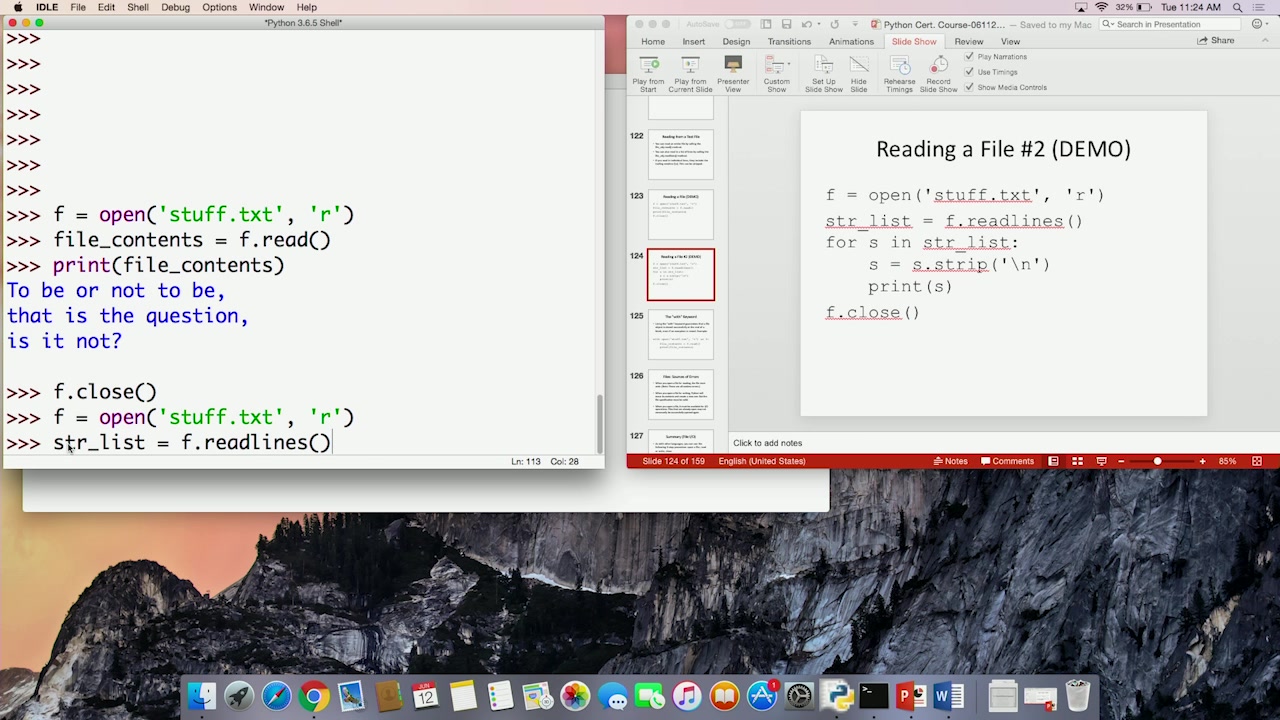 IDLE File Edit Shell Debug Options Window Help
32% Tue 11:24 AM
*Python 3.6.5 Shell*
>>>
>>>
>>>
>>>
>>>
>>>
>>>
>>> f = open('stuff.txt', 'r')
>>> file_contents = f.read()
>>> print(file_contents)
To be or not to be,
that is the question,
is it not?
>>> f.close()
>>> f = open('stuff.txt', 'r')
>>> str_list = f.readlines()
Ln: 113 Col: 28
AutoSave Python Cert. Course-06112... — Saved to my Mac
Search in Presentation
Home Insert Design Transitions Animations Slide Show Review View
Share
Play from Start
Play from Current Slide
Presenter View
Custom Show
Set Up Slide Show
Hide Slide
Rehearse Timings
Record Slide Show
Play Narrations
Use Timings
Show Media Controls
122
Reading from a Text File
123
Reading a File (DEMO)
124
Reading a File #2 (DEMO)
125
The "with" Keyword
126
Files: Sources of Errors
127
Reading a File #2 (DEMO)
f = open('stuff.txt', 'r')
str_list = f.readlines()
for s in str_list:
s = s.strip('\n')
print(s)
f.close()
Click to add notes
Slide 124 of 159 English (United States) Notes Comments 85%
JUN
12
1